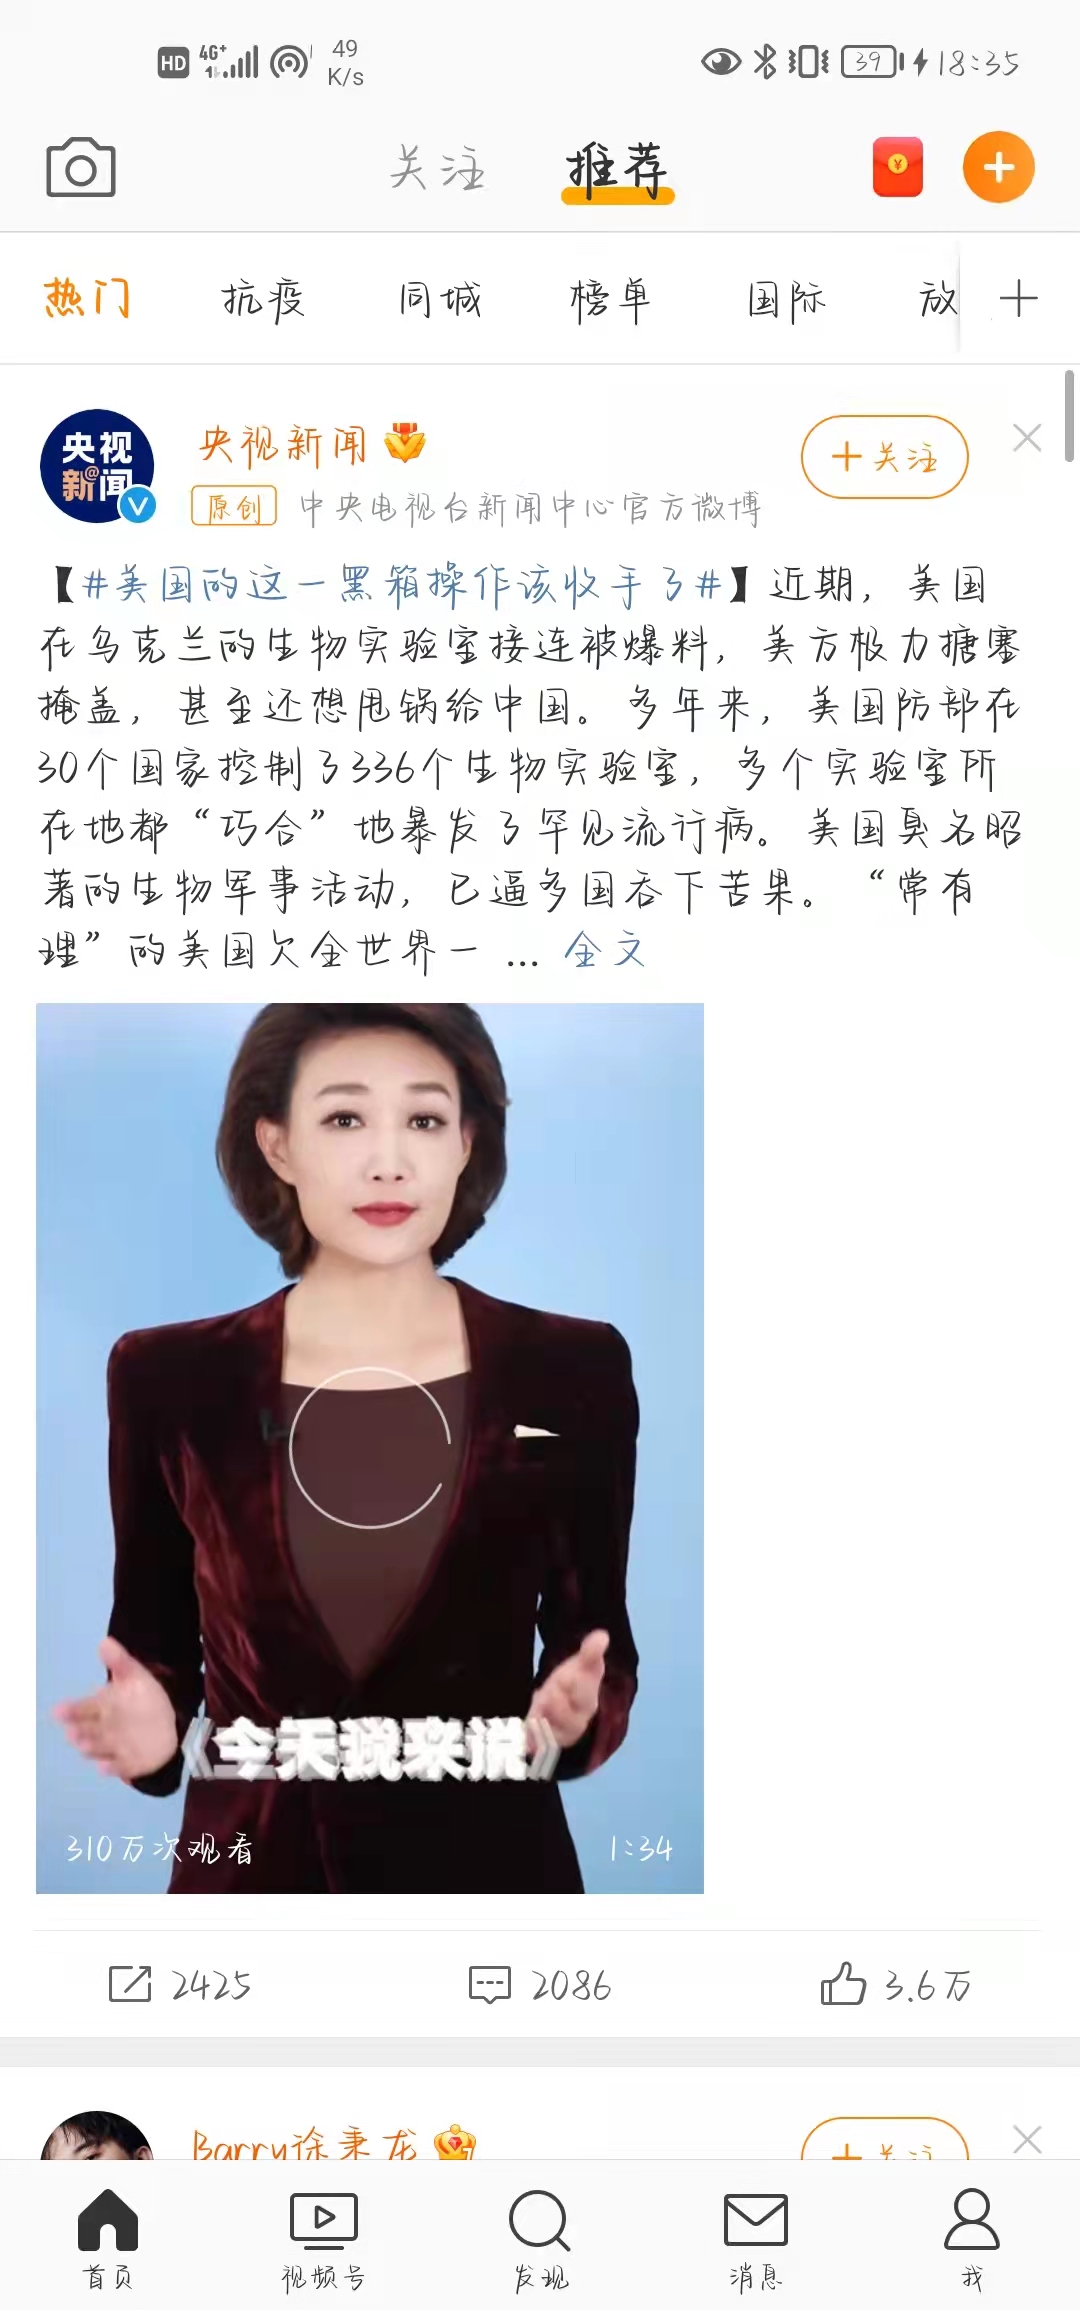 HD 4G+ 49 K/s 39 18:35
关注 推荐
热门 抗疫 同城 榜单 国际 放
央视新闻
央视
新@闻
+关注
原创 中央电视台新闻中心官方微博
【#美国的这一黑箱操作该收手了#】近期，美国
在乌克兰的生物实验室接连被爆料，美方极力搪塞
掩盖，甚至还想甩锅给中国。多年来，美国防部在
30个国家控制了336个生物实验室，多个实验室所
在地都“巧合”地暴发了罕见流行病。美国臭名昭
著的生物军事活动，已逼多国吞下苦果。“常有
理”的美国欠全世界一 ... 全文
《今天我来说》
310万次观看 1:34
2425 2086 3.6万
Barry徐秉龙
+关注
首页 视频号 发现 消息 我